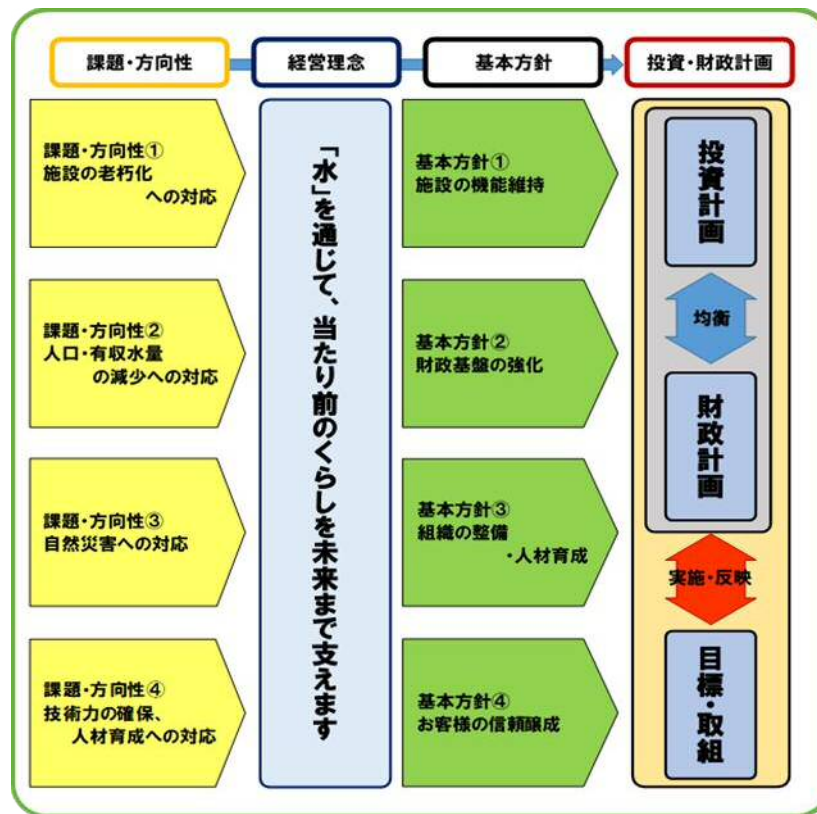 課題・方向性
経営理念
基本方針
投資・財政計画
課題・方向性①
施設の老朽化
への対応
課題・方向性②
人口・有収水量
の減少への対応
課題・方向性③
自然災害への対応
課題・方向性④
技術力の確保、
人材育成への対応
「水」を通じて、当たり前のくらしを未来まで支えます
基本方針①
施設の機能維持
基本方針②
財政基盤の強化
基本方針③
組織の整備
・人材育成
基本方針④
お客様の信頼醸成
投資計画
均衡
財政計画
実施・反映
目標・取組